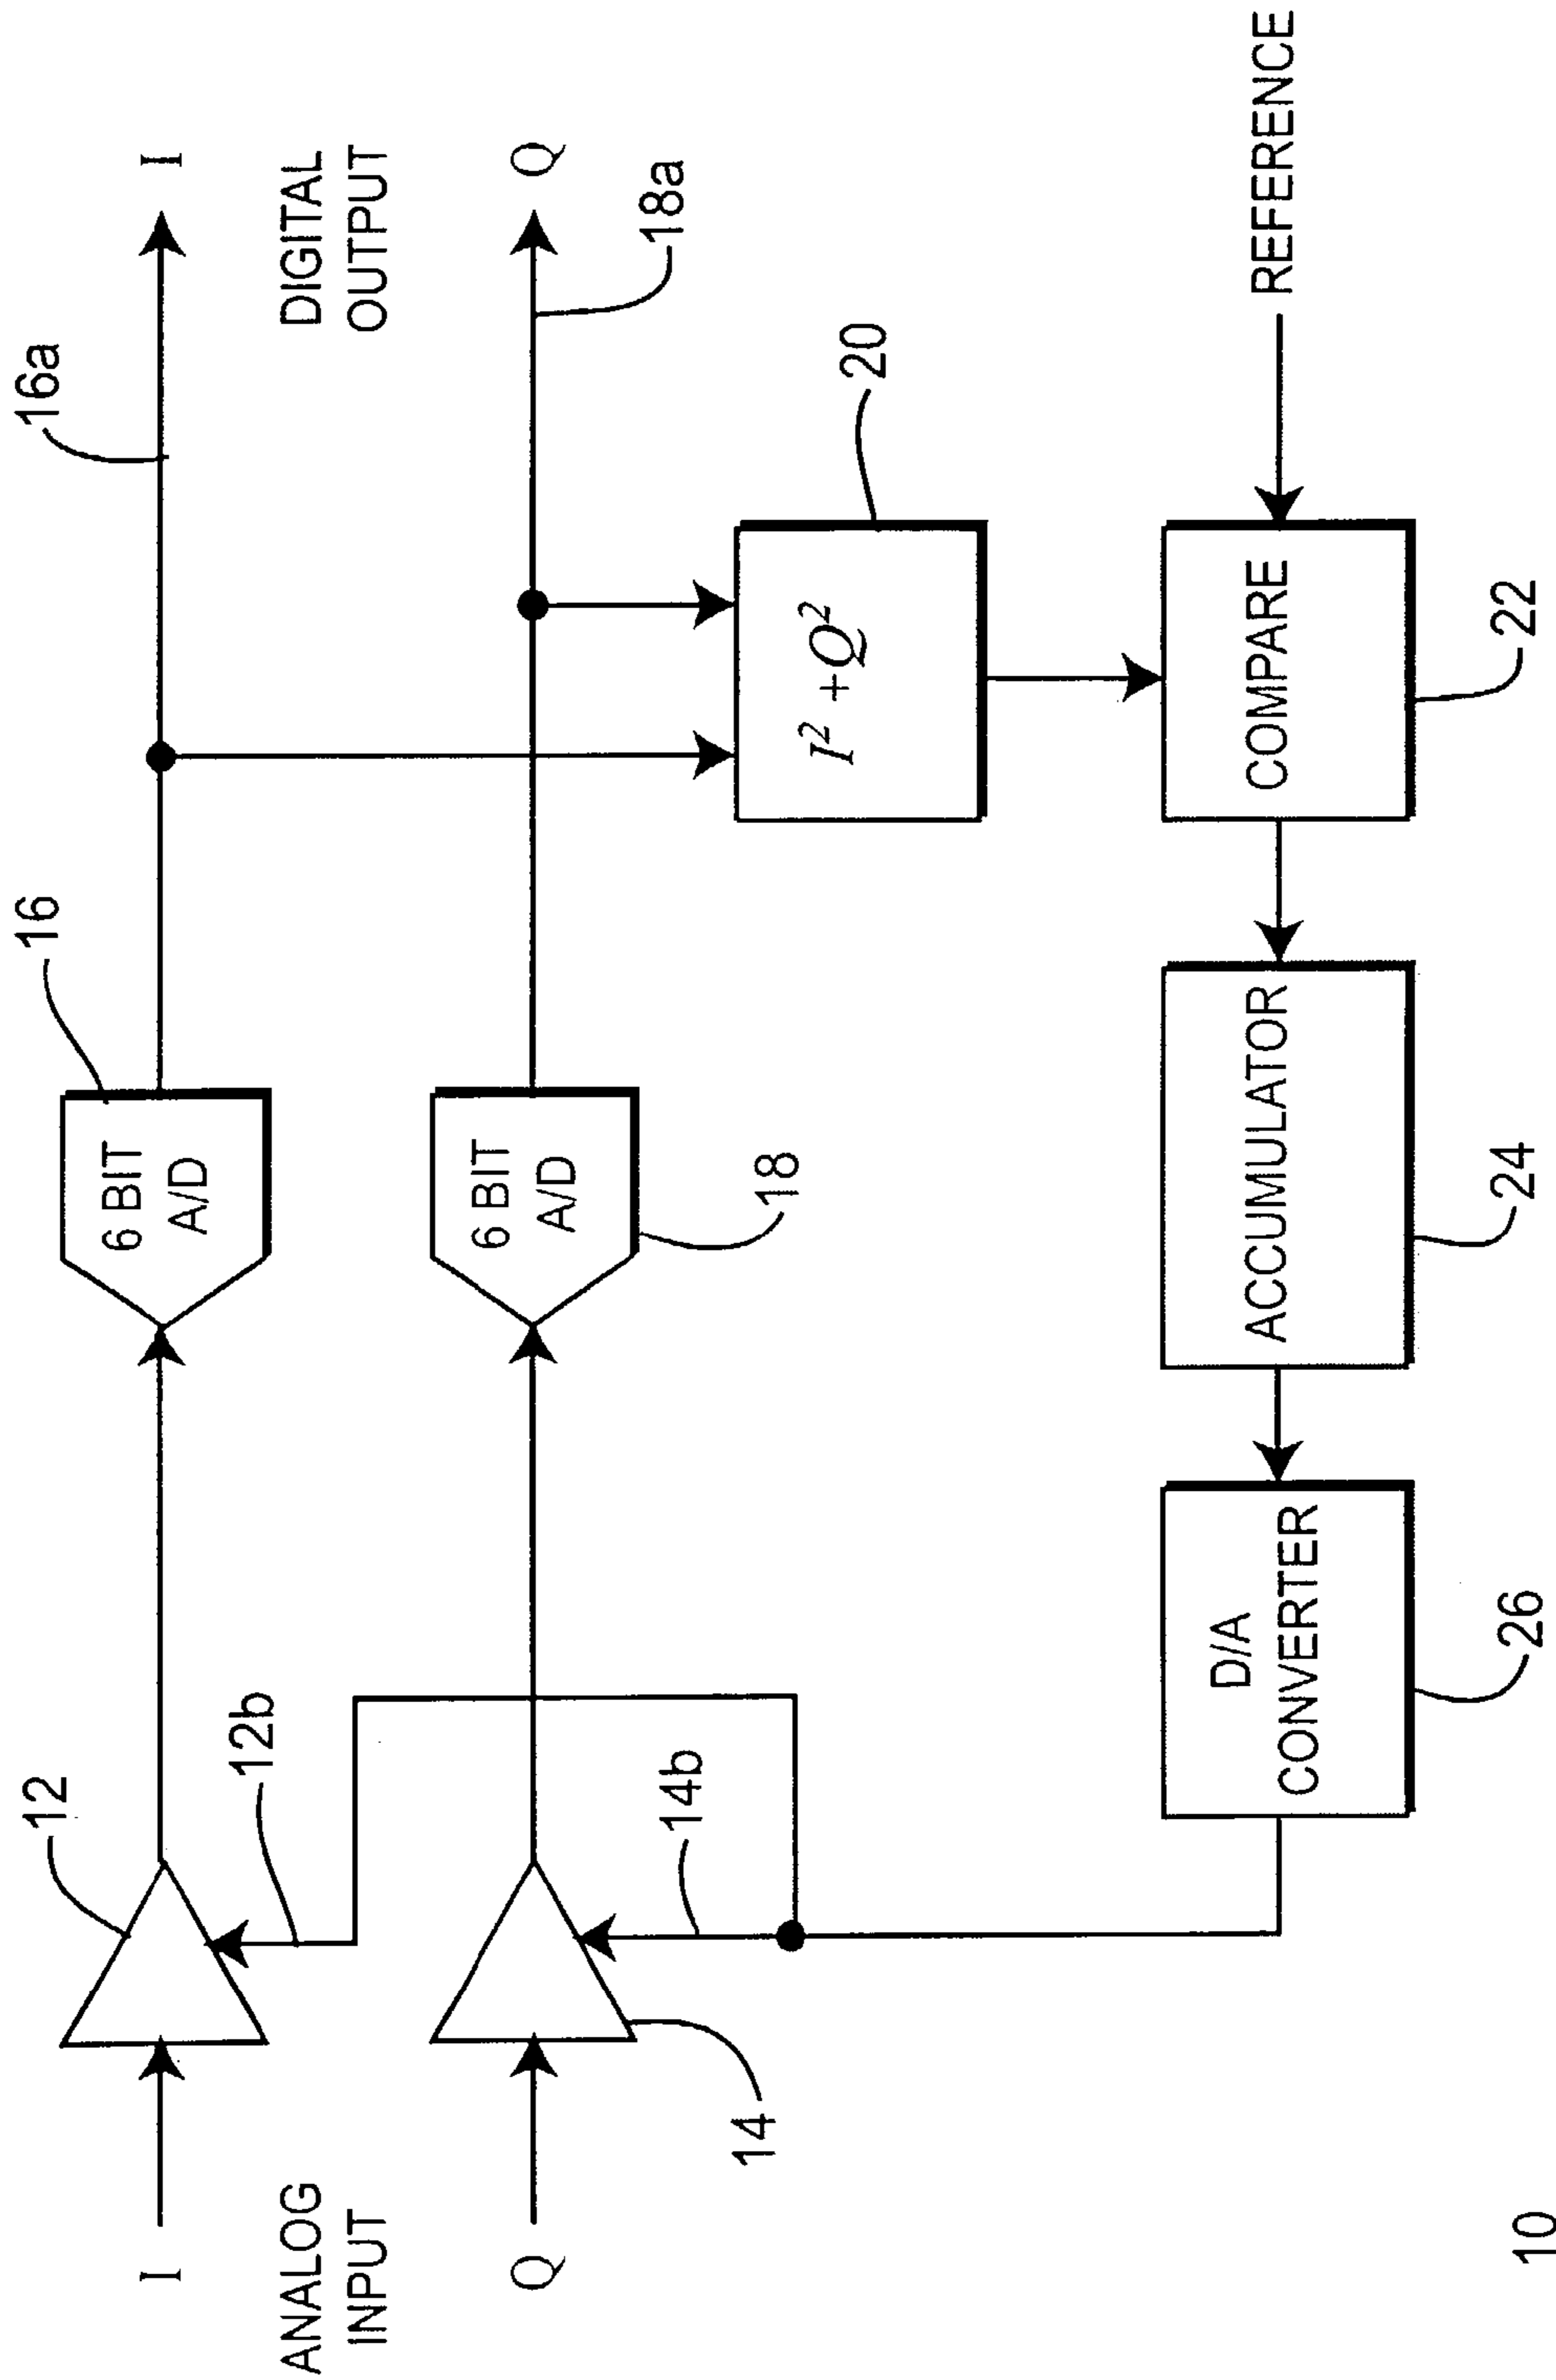 12
16
16a
I
6 BIT
A/D
I
ANALOG
INPUT
12b
DIGITAL
OUTPUT
Q
6 BIT
A/D
Q
14b
18a
14
18
I² +Q²
20
D/A
CONVERTER
ACCUMULATOR
COMPARE
REFERENCE
10
26
24
22